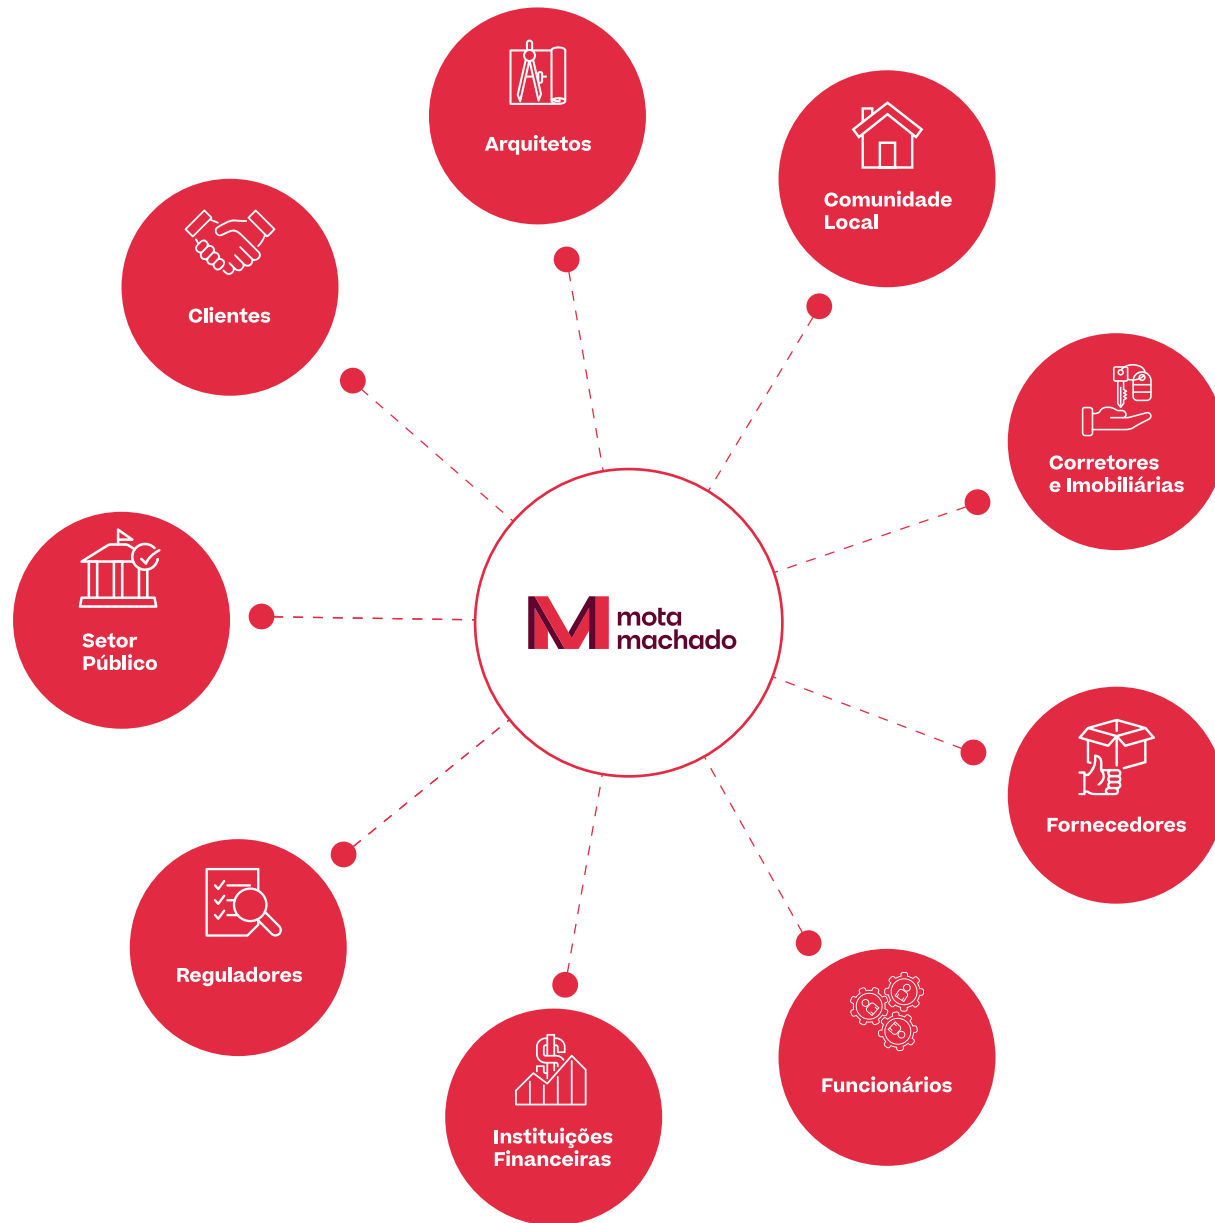 Arquitetos
Comunidade
Local
Clientes
Corretores
e Imobiliárias
mota
machado
Setor
Público
Fornecedores
Reguladores
Funcionários
Instituições
Financeiras